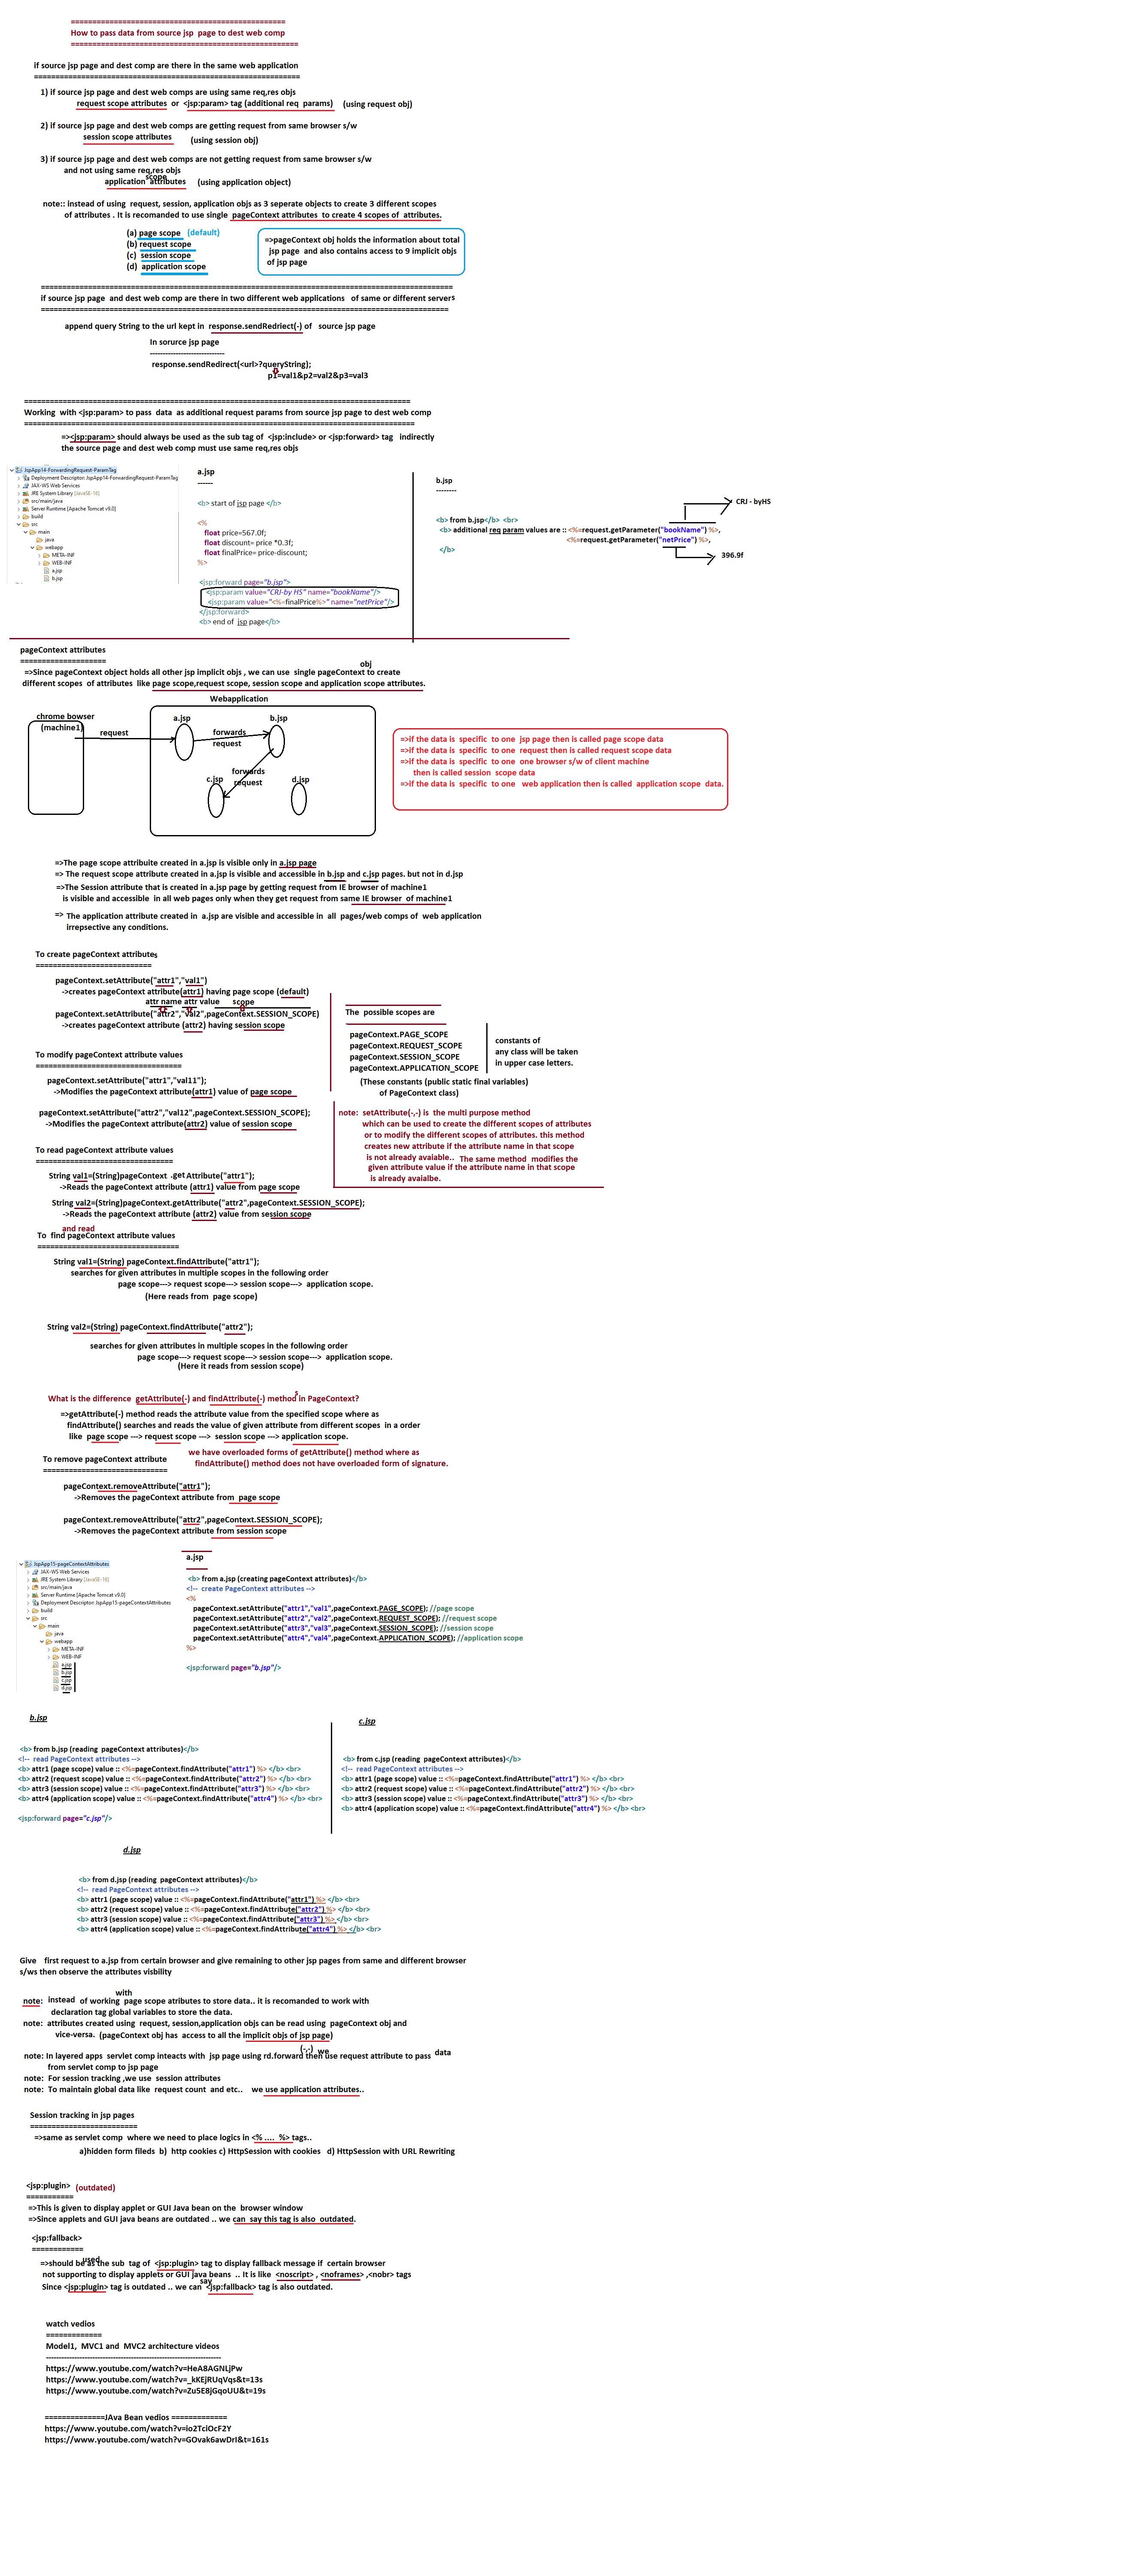 ==================================================
How to pass data from source jsp  page to dest web comp
=====================================================
if source jsp page and dest comp are there in the same web application
==============================================================
1) if source jsp page and dest web comps are using same req,res objs
request scope attributes  or  <jsp:param> tag (additional req  params)    (using request obj)
2) if source jsp page and dest web comps are getting request from same browser s/w
session scope attributes        (using session obj)
3) if source jsp page and dest web comps are not getting request from same browser s/w
and not using same req,res objs
scope
application  attributes     (using application object)
note:: instead of using  request, session, application objs as 3 seperate objects to create 3 different scopes
of attributes . It is recomanded to use single  pageContext attributes  to create 4 scopes of  attributes.
(a) page scope   (default)
(b) request scope
(c)  session scope
(d)  application scope
=>pageContext obj holds the information about total
jsp page  and also contains access to 9 implicit objs
of jsp page
================================================================================================
if source jsp page  and dest web comp are there in two different web applications   of same or different servers
===============================================================================================
append query String to the url kept in  response.sendRedriect(-) of   source jsp page
In sorurce jsp page
-----------------------------
response.sendRedirect(<url>?queryString);
p1=val1&p2=val2&p3=val3
==========================================================================================
Working  with <jsp:param> to pass  data  as additional request params from source jsp page to dest web comp
===========================================================================================
=><jsp:param> should always be used as the sub tag of  <jsp:include> or <jsp:forward> tag   indirectly
the source page and dest web comp must use same req,res objs
JspApp14-ForwardingRequest-ParamTag
Deployment Descriptor: JspApp14-ForwardingRequest-ParamTag
JAX-WS Web Services
JRE System Library [JavaSE-16]
src/main/java
Server Runtime [Apache Tomcat v9.0]
build
src
main
java
webapp
META-INF
WEB-INF
a.jsp
b.jsp
a.jsp
------
<b> start of jsp page </b>
<%
float price=567.0f;
float discount= price *0.3f;
float finalPrice= price-discount;
%>
<jsp:forward page="b.jsp">
<jsp:param value="CRJ-by HS" name="bookName"/>
<jsp:param value="<%=finalPrice%>" name="netPrice"/>
</jsp:forward>
<b> end of  jsp page</b>
b.jsp
--------
CRJ - byHS
<b> from b.jsp</b>  <br>
<b> additional req param values are :: <%=request.getParameter("bookName") %>,
<%=request.getParameter("netPrice") %>,
</b>
396.9f
pageContext attributes
====================
obj
=>Since pageContext object holds all other jsp implicit objs , we can use  single pageContext to create
different scopes  of attributes  like page scope,request scope, session scope and application scope attributes.
Webapplication
chrome bowser
(machine1)
request
a.jsp
forwards
request
b.jsp
forwards
request
c.jsp
d.jsp
=>if the data is  specific  to one  jsp page then is called page scope data
=>if the data is  specific  to one  request then is called request scope data
=>if the data is  specific  to one  one browser s/w of client machine
then is called session  scope data
=>if the data is  specific  to one   web application then is called  application scope  data.
=>The page scope attribuite created in a.jsp is visible only in a.jsp page
=> The request scope attribute created in a.jsp is visible and accessible in b.jsp and c.jsp pages. but not in d.jsp
=>The Session attribute that is created in a.jsp page by getting request from IE browser of machine1
is visible and accessible  in all web pages only when they get request from same IE browser  of machine1
=> The application attribute created in  a.jsp are visible and accessible in  all  pages/web comps of  web application
irrepsective any conditions.
To create pageContext attributes
===========================
pageContext.setAttribute("attr1","val1")
->creates pageContext attribute(attr1) having page scope (default)
attr name attr value      scope
pageContext.setAttribute("attr2","val2",pageContext.SESSION_SCOPE)
->creates pageContext attribute (attr2) having session scope
The  possible scopes are
pageContext.PAGE_SCOPE
pageContext.REQUEST_SCOPE
pageContext.SESSION_SCOPE
pageContext.APPLICATION_SCOPE
constants of
any class will be taken
in upper case letters.
(These constants (public static final variables)
of PageContext class)
To modify pageContext attribute values
==================================
pageContext.setAttribute("attr1","val11");
->Modifies the pageContext attribute(attr1) value of page scope
pageContext.setAttribute("attr2","val12",pageContext.SESSION_SCOPE);
->Modifies the pageContext attribute(attr2) value of session scope
note:  setAttribute(-,-) is  the multi purpose method
which can be used to create the different scopes of attributes
or to modify the different scopes of attributes. this method
creates new attribute if the attribute name in that scope
is not already avaiable..  The same method  modifies the
given attribute value if the attribute name in that scope
is already avaialbe.
To read pageContext attribute values
================================
String val1=(String)pageContext .getAttribute("attr1");
->Reads the pageContext attribute (attr1) value from page scope
String val2=(String)pageContext.getAttribute("attr2",pageContext.SESSION_SCOPE);
->Reads the pageContext attribute (attr2) value from session scope
and read
To  find pageContext attribute values
=================================
String val1=(String) pageContext.findAttribute("attr1");
searches for given attributes in multiple scopes in the following order
page scope---> request scope---> session scope--->  application scope.
(Here reads from  page scope)
String val2=(String) pageContext.findAttribute("attr2");
searches for given attributes in multiple scopes in the following order
page scope---> request scope---> session scope--->  application scope.
(Here it reads from session scope)
What is the difference  getAttribute(-) and findAttribute(-) methods in PageContext?
=>getAttribute(-) method reads the attribute value from the specified scope where as
findAttribute() searches and reads the value of given attribute from different scopes  in a order
like  page scope ---> request scope --->  session scope ---> application scope.
we have overloaded forms of getAttribute() method where as
findAttribute() method does not have overloaded form of signature.
To remove pageContext attribute
=============================
pageContext.removeAttribute("attr1");
->Removes the pageContext attribute from  page scope
pageContext.removeAttribute("attr2",pageContext.SESSION_SCOPE);
->Removes the pageContext attribute from session scope
JspApp15-pageContextAttributes
JAX-WS Web Services
JRE System Library [JavaSE-16]
src/main/java
Server Runtime [Apache Tomcat v9.0]
Deployment Descriptor: JspApp15-pageContextAttributes
build
src
main
java
webapp
META-INF
WEB-INF
a.jsp
b.jsp
c.jsp
d.jsp
a.jsp
<b> from a.jsp (creating pageContext attributes)</b>
<!--  create PageContext attributes -->
<%
pageContext.setAttribute("attr1","val1",pageContext.PAGE_SCOPE); //page scope
pageContext.setAttribute("attr2","val2",pageContext.REQUEST_SCOPE); //request scope
pageContext.setAttribute("attr3","val3",pageContext.SESSION_SCOPE); //session scope
pageContext.setAttribute("attr4","val4",pageContext.APPLICATION_SCOPE); //application scope
%>
<jsp:forward page="b.jsp"/>
b.jsp
<b> from b.jsp (reading  pageContext attributes)</b>
<!--  read PageContext attributes -->
<b> attr1 (page scope) value :: <%=pageContext.findAttribute("attr1") %> </b> <br>
<b> attr2 (request scope) value :: <%=pageContext.findAttribute("attr2") %> </b> <br>
<b> attr3 (session scope) value :: <%=pageContext.findAttribute("attr3") %> </b> <br>
<b> attr4 (application scope) value :: <%=pageContext.findAttribute("attr4") %> </b> <br>
<jsp:forward page="c.jsp"/>
c.jsp
<b> from c.jsp (reading  pageContext attributes)</b>
<!--  read PageContext attributes -->
<b> attr1 (page scope) value :: <%=pageContext.findAttribute("attr1") %> </b> <br>
<b> attr2 (request scope) value :: <%=pageContext.findAttribute("attr2") %> </b> <br>
<b> attr3 (session scope) value :: <%=pageContext.findAttribute("attr3") %> </b> <br>
<b> attr4 (application scope) value :: <%=pageContext.findAttribute("attr4") %> </b> <br>
d.jsp
<b> from d.jsp (reading  pageContext attributes)</b>
<!--  read PageContext attributes -->
<b> attr1 (page scope) value :: <%=pageContext.findAttribute("attr1") %> </b> <br>
<b> attr2 (request scope) value :: <%=pageContext.findAttribute("attr2") %> </b> <br>
<b> attr3 (session scope) value :: <%=pageContext.findAttribute("attr3") %> </b> <br>
<b> attr4 (application scope) value :: <%=pageContext.findAttribute("attr4") %> </b> <br>
Give    first request to a.jsp from certain browser and give remaining to other jsp pages from same and different browser
s/ws then observe the attributes visbility
with
note:  instead  of working  page scope atributes to store data.. it is recomanded to work with
declaration tag global variables to store the data.
note:  attributes created using  request, session,application objs can be read using  pageContext obj and
vice-versa.  (pageContext obj has  access to all the implicit objs of jsp page)
(-,-)  we
note: In layered apps  servlet comp inteacts with  jsp page using rd.forward then use request attribute to pass  data
from servlet comp to jsp page
note:  For session tracking ,we use  session attributes
note:  To maintain global data like  request count  and etc..    we use application attributes..
Session tracking in jsp pages
=========================
=>same as servlet comp  where we need to place logics in <% ....  %> tags..
a)hidden form fileds  b)  http cookies c) HttpSession with cookies   d) HttpSession with URL Rewriting
<jsp:plugin>  (outdated)
===========
=>This is given to display applet or GUI Java bean on the  browser window
=>Since applets and GUI java beans are outdated .. we can  say this tag is also  outdated.
<jsp:fallback>
============
used
=>should be as the sub  tag of  <jsp:plugin> tag to display fallback message if  certain browser
not supporting to display applets or GUI java beans  .. It is like  <noscript> , <noframes> ,<nobr> tags
say
Since <jsp:plugin> tag is outdated .. we can  <jsp:fallback> tag is also outdated.
watch vedios
=============
Model1,  MVC1 and  MVC2 architecture videos
--------------------------------------------------------------------
https://www.youtube.com/watch?v=HeA8AGNLjPw
https://www.youtube.com/watch?v=_kKEjRUqVqs&t=13s
https://www.youtube.com/watch?v=Zu5E8jGqoUU&t=19s
==============JAva Bean vedios =============
https://www.youtube.com/watch?v=io2TciOcF2Y
https://www.youtube.com/watch?v=GOvak6awDrI&t=161s